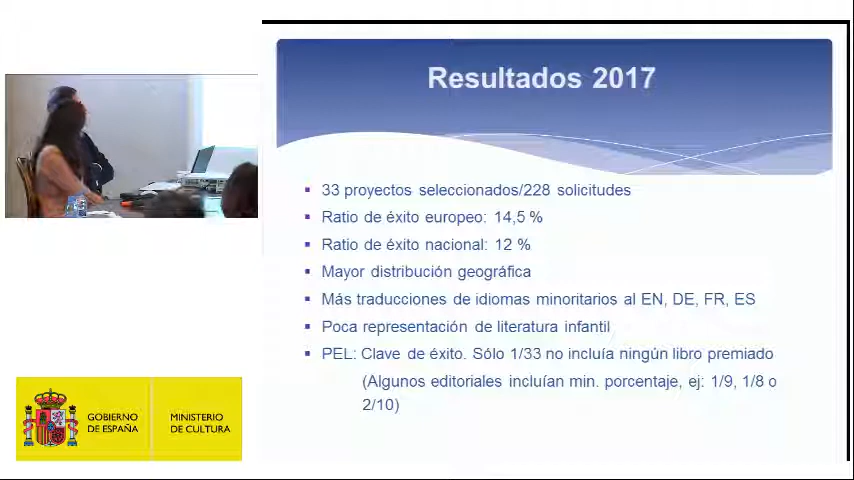 Resultados 2017
33 proyectos seleccionados/228 solicitudes
Ratio de éxito europeo: 14,5 %
Ratio de éxito nacional: 12 %
Mayor distribución geográfica
Más traducciones de idiomas minoritarios al EN, DE, FR, ES
Poca representación de literatura infantil
PEL: Clave de éxito. Sólo 1/33 no incluía ningún libro premiado
(Algunos editoriales incluían min. porcentaje, ej: 1/9, 1/8 o
2/10)
GOBIERNO
DE ESPAÑA
MINISTERIO
DE CULTURA